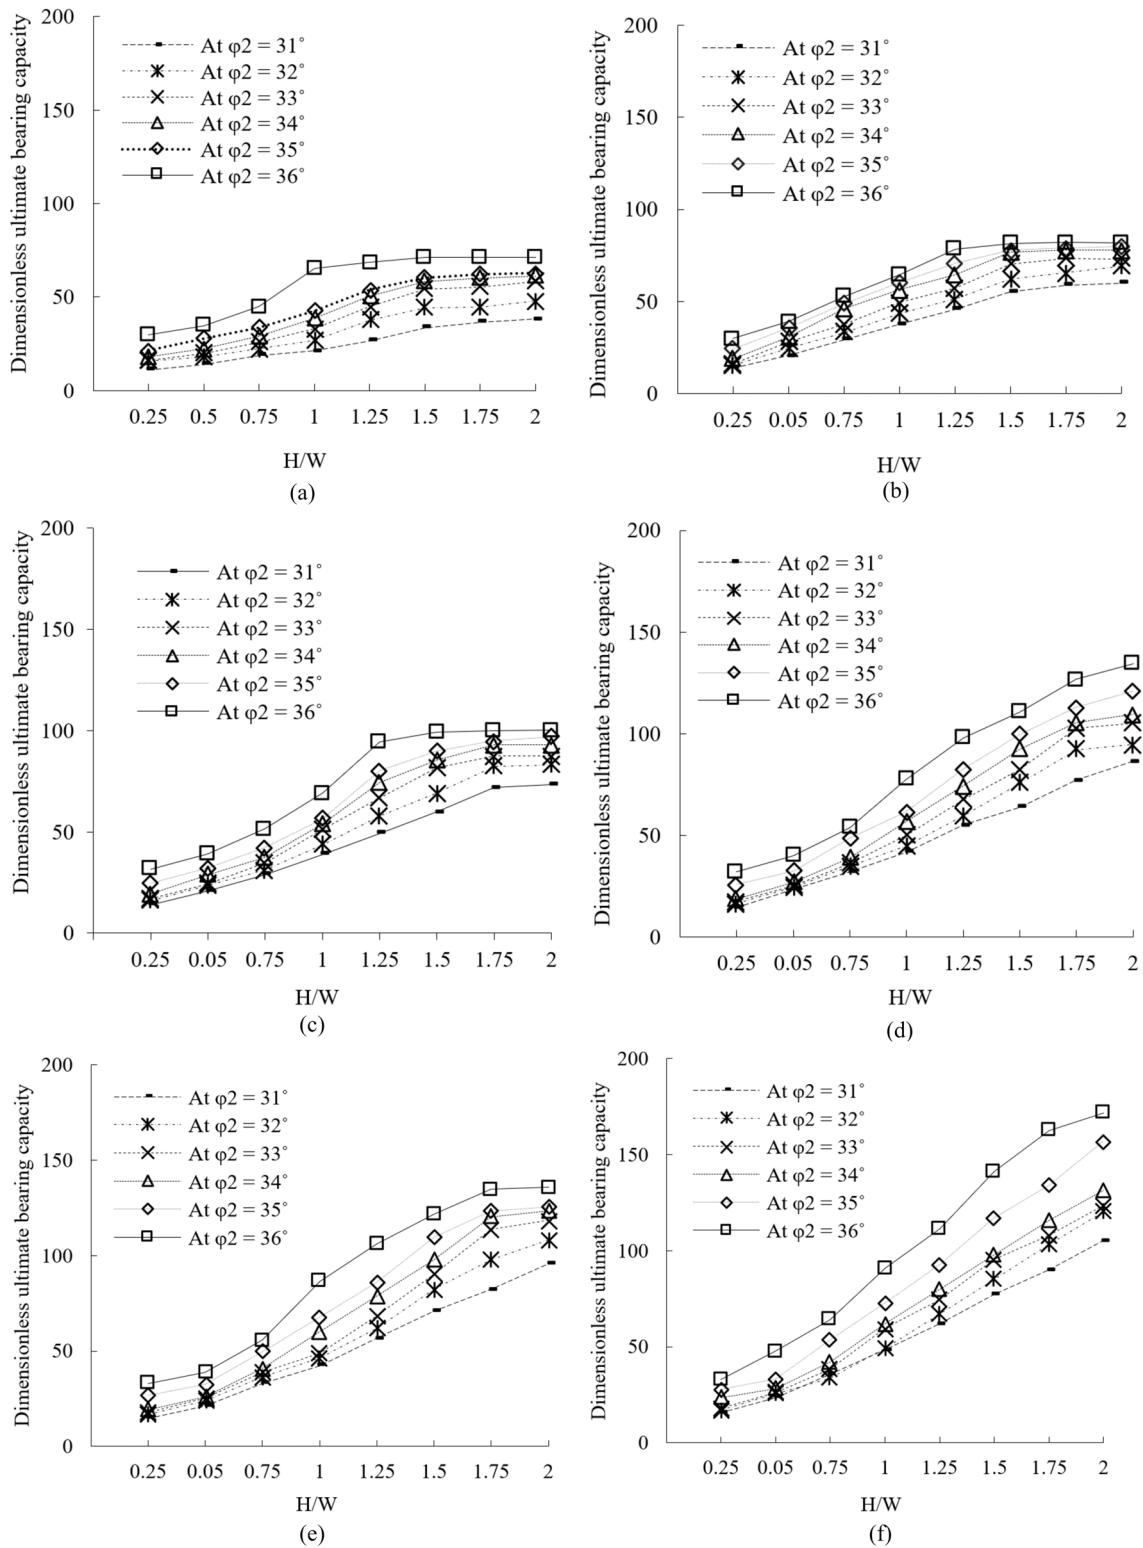 Dimensionless ultimate bearing capacity
200
150
100
50
0
At φ2 = 31°
At φ2 = 32°
At φ2 = 33°
At φ2 = 34°
At φ2 = 35°
At φ2 = 36°
0.25 0.5 0.75 1 1.25 1.5 1.75 2
H/W
(a)
Dimensionless ultimate bearing capacity
200
150
100
50
0
At φ2 = 31°
At φ2 = 32°
At φ2 = 33°
At φ2 = 34°
At φ2 = 35°
At φ2 = 36°
0.25 0.05 0.75 1 1.25 1.5 1.75 2
H/W
(b)
Dimensionless ultimate bearing capacity
200
150
100
50
0
At φ2 = 31°
At φ2 = 32°
At φ2 = 33°
At φ2 = 34°
At φ2 = 35°
At φ2 = 36°
0.25 0.05 0.75 1 1.25 1.5 1.75 2
H/W
(c)
Dimensionless ultimate bearing capacity
200
150
100
50
0
At φ2 = 31°
At φ2 = 32°
At φ2 = 33°
At φ2 = 34°
At φ2 = 35°
At φ2 = 36°
0.25 0.05 0.75 1 1.25 1.5 1.75 2
H/W
(d)
Dimensionless ultimate bearing capacity
200
150
100
50
0
At φ2 = 31°
At φ2 = 32°
At φ2 = 33°
At φ2 = 34°
At φ2 = 35°
At φ2 = 36°
0.25 0.05 0.75 1 1.25 1.5 1.75 2
H/W
(e)
Dimensionless ultimate bearing capacity
200
150
100
50
0
At φ2 = 31°
At φ2 = 32°
At φ2 = 33°
At φ2 = 34°
At φ2 = 35°
At φ2 = 36°
0.25 0.05 0.75 1 1.25 1.5 1.75 2
H/W
(f)